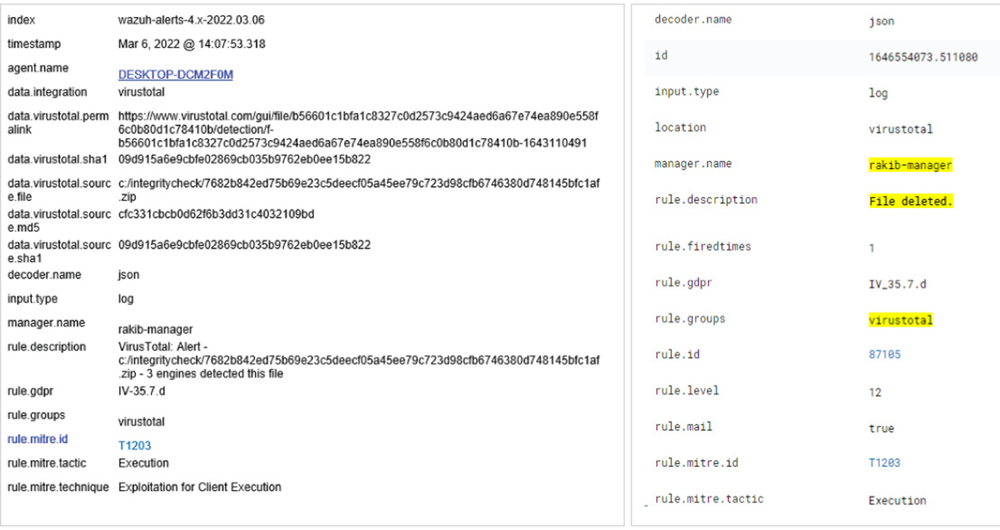 index wazuh-alerts-4.x-2022.03.06
timestamp Mar 6, 2022 @ 14:07:53.318
agent.name DESKTOP-DCM2F0M
data.integration virustotal
data.virustotal.perm https://www.virustotal.com/gui/file/b56601c1bfa1c8327c0d2573c9424aed6a67e74ea890e558f
alink 6c0b80d1c78410b/detection/f-
b56601c1bfa1c8327c0d2573c9424aed6a67e74ea890e558f6c0b80d1c78410b-1643110491
data.virustotal.sha1 09d915a6e9cbfe02869cb035b9762eb0ee15b822
data.virustotal.sourc c:/integritycheck/7682b842ed75b69e23c5deecf05a45ee79c723d98cfb6746380d748145bfc1af
e.file .zip
data.virustotal.sourc cfc331cbcb0d62f6b3dd31c4032109bd
e.md5
data.virustotal.sourc 09d915a6e9cbfe02869cb035b9762eb0ee15b822
e.sha1
decoder.name json
input.type log
manager.name rakib-manager
rule.description VirusTotal: Alert -
c:/integritycheck/7682b842ed75b69e23c5deecf05a45ee79c723d98cfb6746380d748145bfc1af
.zip - 3 engines detected this file
rule.gdpr IV-35.7.d
rule.groups virustotal
rule.mitre.id T1203
rule.mitre.tactic Execution
rule.mitre.technique Exploitation for Client Execution
decoder.name json
id 1646554073.511080
input.type log
location virustotal
manager.name rakib-manager
rule.description File deleted.
rule.firedtimes 1
rule.gdpr IV_35.7.d
rule.groups virustotal
rule.id 87105
rule.level 12
rule.mail true
rule.mitre.id T1203
rule.mitre.tactic Execution